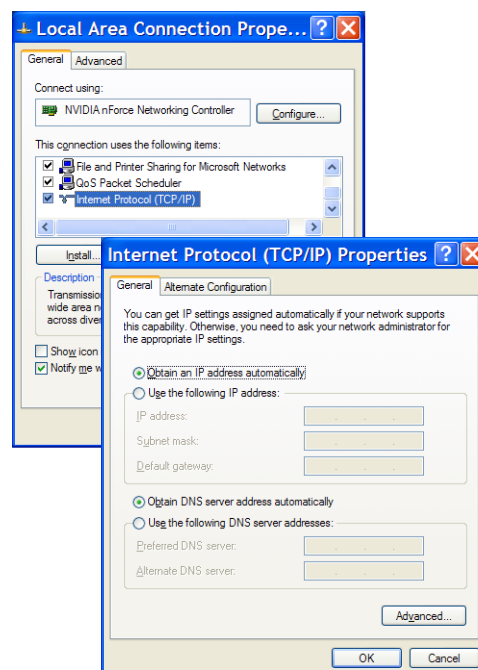 Local Area Connection Prope...
General Advanced
Connect using:
NVIDIA nForce Networking Controller Configure...
This connection uses the following items:
File and Printer Sharing for Microsoft Networks
QoS Packet Scheduler
Internet Protocol (TCP/IP)
Install...
Description
Transmission
wide area n
across diver
Show icon
Notify me w
Internet Protocol (TCP/IP) Properties
General Alternate Configuration
You can get IP settings assigned automatically if your network supports
this capability. Otherwise, you need to ask your network administrator for
the appropriate IP settings.
Obtain an IP address automatically
Use the following IP address:
IP address:
Subnet mask:
Default gateway:
Obtain DNS server address automatically
Use the following DNS server addresses:
Preferred DNS server:
Alternate DNS server:
Advanced...
OK Cancel